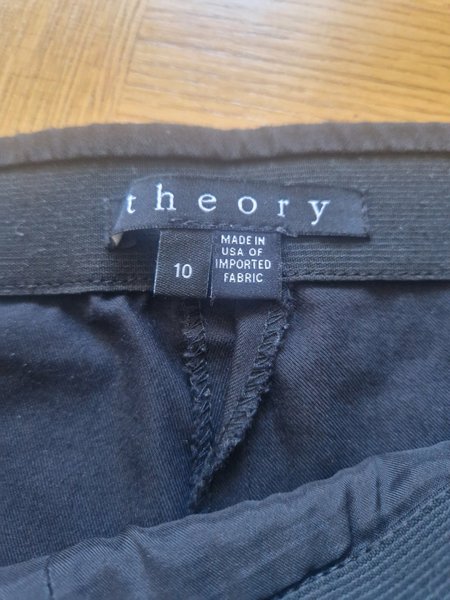 theory
10
MADE IN
USA OF
IMPORTED
FABRIC